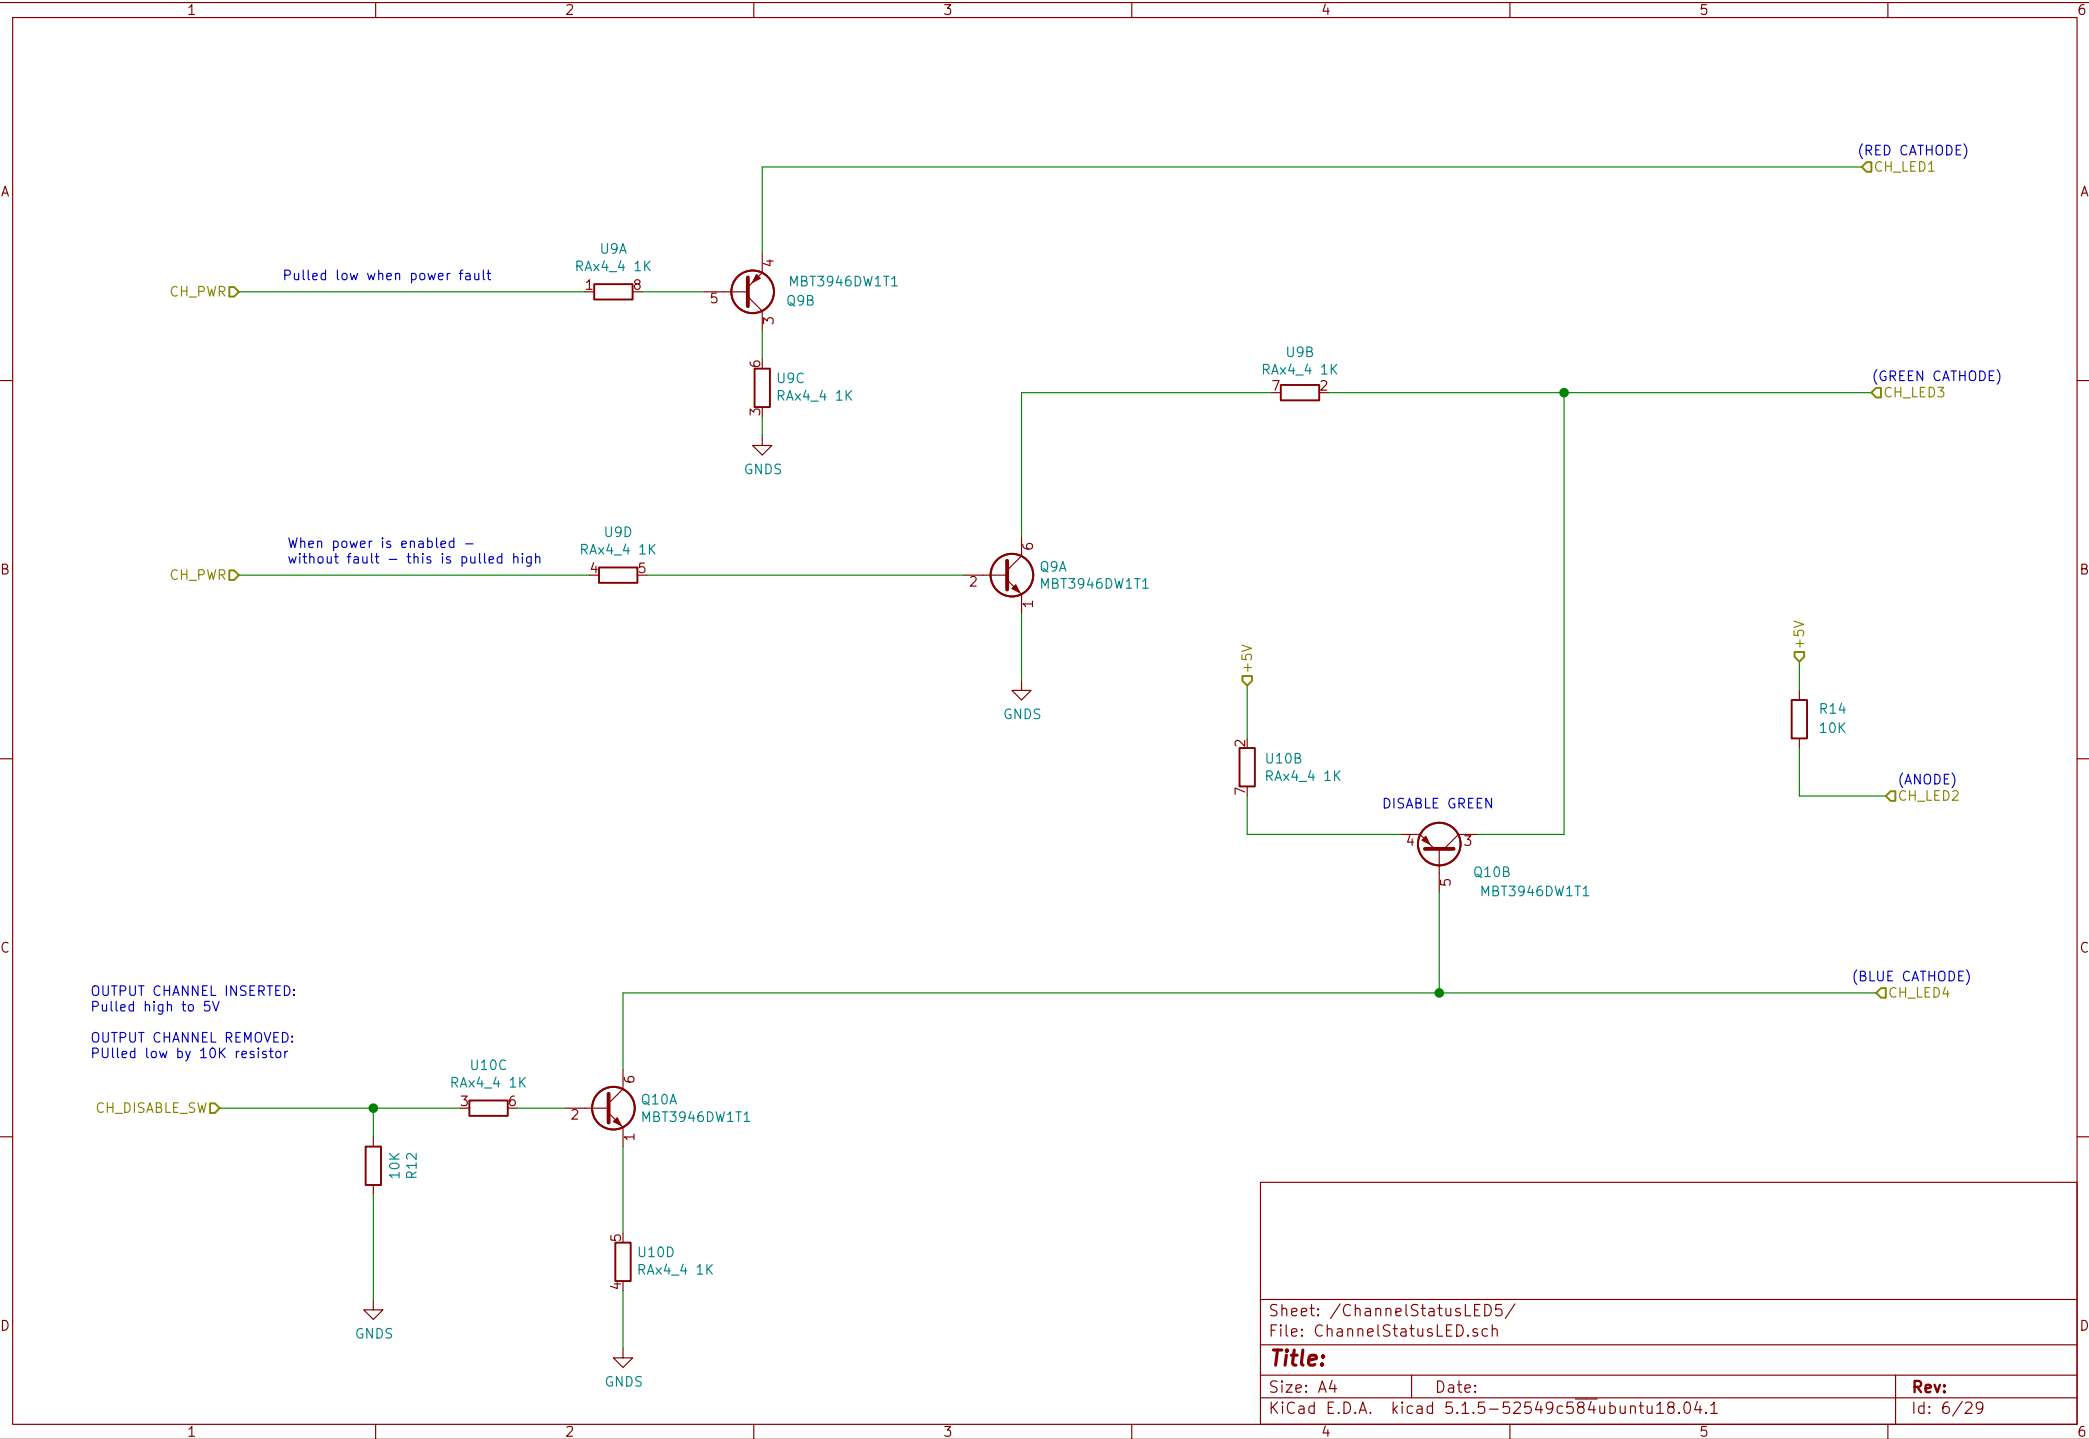 1 2 3 4 5 6
A A
(RED CATHODE)
CH_LED1
U9A
RAx4_4 1K
Pulled low when power fault
CH_PWR
1 8
5
4
3
MBT3946DW1T1
Q9B
6
U9C
RAx4_4 1K
3
GNDS
U9B
RAx4_4 1K
7 2
(GREEN CATHODE)
CH_LED3
When power is enabled –
without fault – this is pulled high
CH_PWR
U9D
RAx4_4 1K
4 5
2
6
Q9A
MBT3946DW1T1
1
GNDS
B B
+5V
2
U10B
RAx4_4 1K
7
+5V
R14
10K
(ANODE)
CH_LED2
DISABLE GREEN
4 3
5
Q10B
MBT3946DW1T1
C C
(BLUE CATHODE)
CH_LED4
OUTPUT CHANNEL INSERTED:
Pulled high to 5V
OUTPUT CHANNEL REMOVED:
PUlled low by 10K resistor
CH_DISABLE_SW
U10C
RAx4_4 1K
3 6
2
6
Q10A
MBT3946DW1T1
1
10K
R12
GNDS
5
U10D
RAx4_4 1K
4
GNDS
D D
Sheet: /ChannelStatusLED5/
File: ChannelStatusLED.sch
Title:
Size: A4 Date: Rev:
KiCad E.D.A. kicad 5.1.5-52549c584ubuntu18.04.1 Id: 6/29
1 2 3 4 5 6